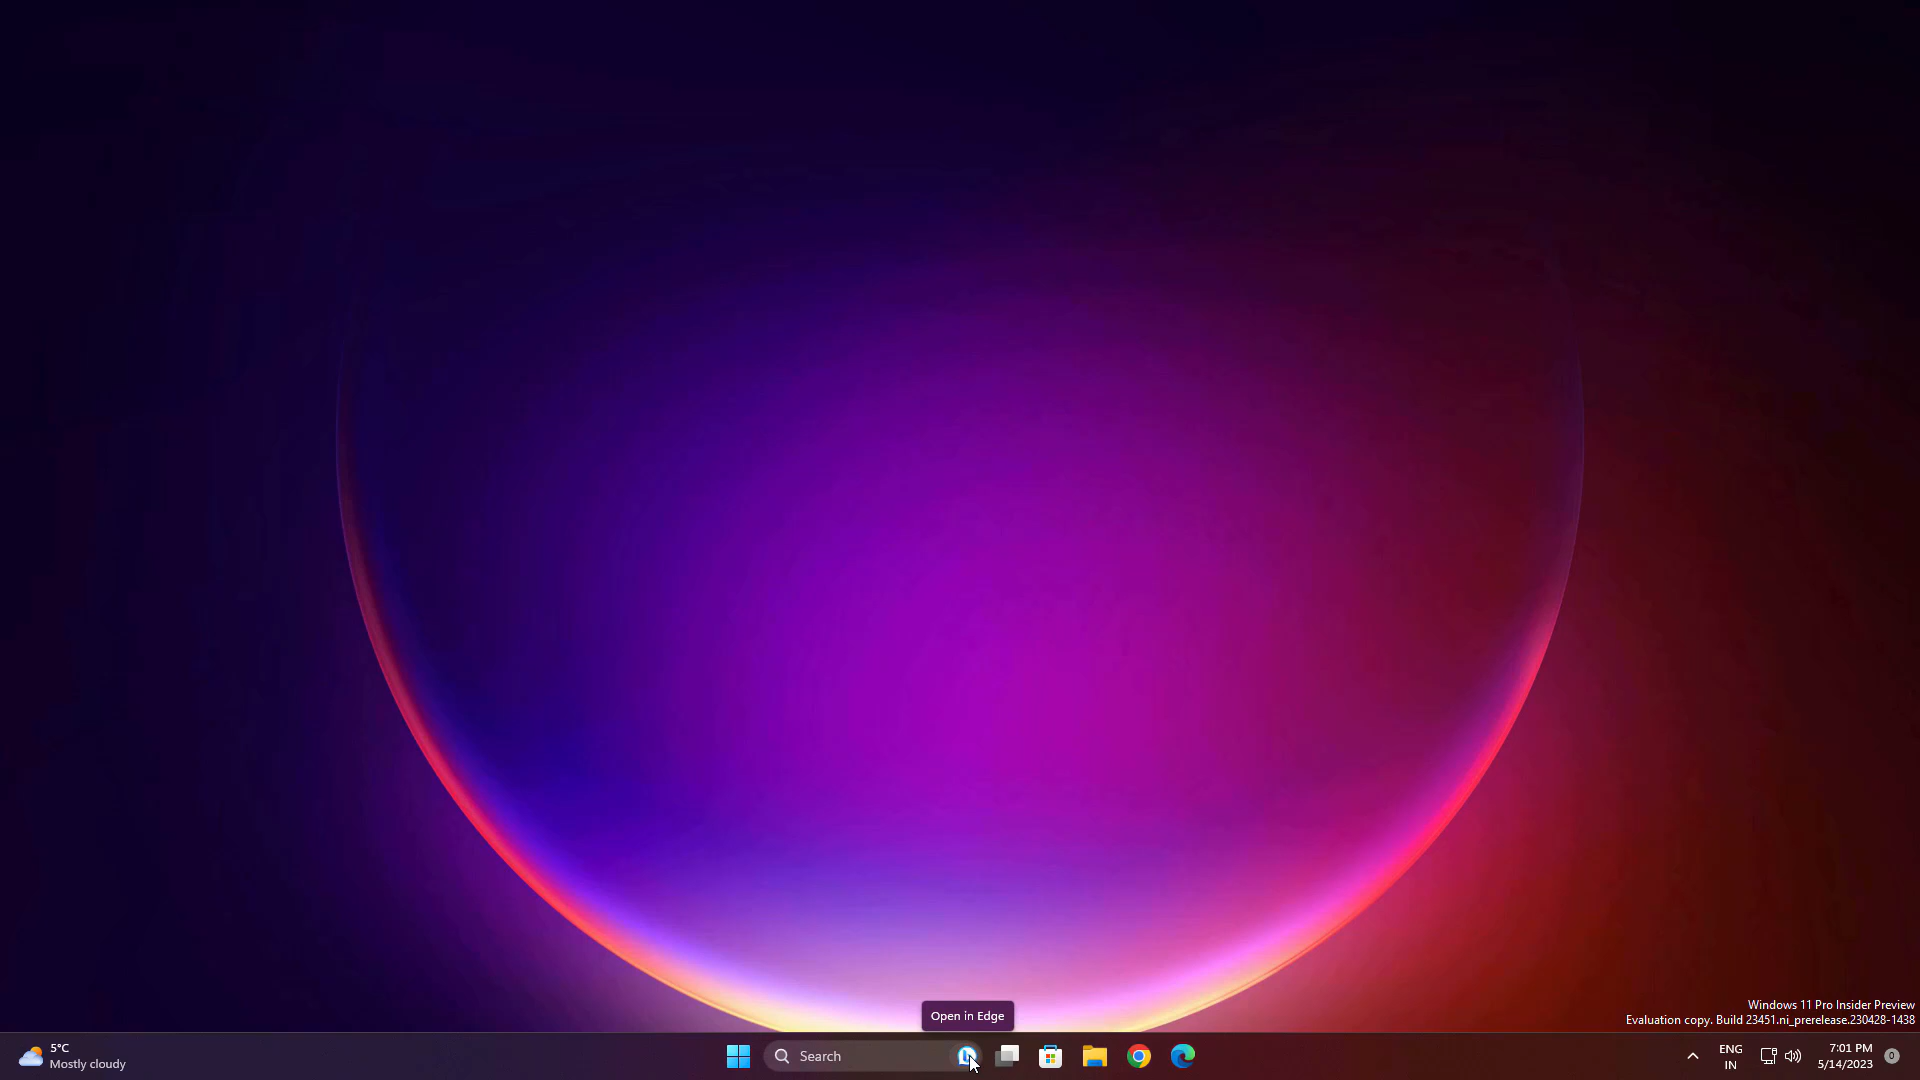 Windows 11 Pro Insider Preview
Evaluation copy. Build 23451.ni_prerelease.230428-1438
Open in Edge
5°C
Mostly cloudy
Search
ENG
IN
7:01 PM
5/14/2023
0